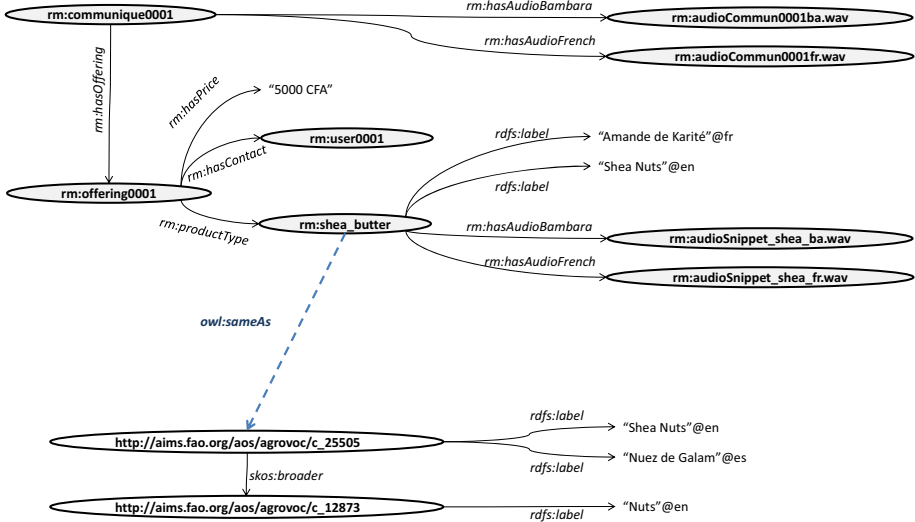 rm:communique0001
rm:hasAudioBambara
rm:audioCommun0001ba.wav
rm:hasAudioFrench
rm:audioCommun0001fr.wav
rm:hasOffering
rm:hasPrice
“5000 CFA”
rm:user0001
rm:hasContact
rm:offering0001
rm:productType
rm:shea_butter
rdfs:label
“Amande de Karité”@fr
“Shea Nuts”@en
rdfs:label
rm:hasAudioBambara
rm:audioSnippet_shea_ba.wav
rm:hasAudioFrench
rm:audioSnippet_shea_fr.wav
owl:sameAs
http://aims.fao.org/aos/agrovoc/c_25505
rdfs:label
“Shea Nuts”@en
“Nuez de Galam”@es
rdfs:label
skos:broader
http://aims.fao.org/aos/agrovoc/c_12873
“Nuts”@en
rdfs:label